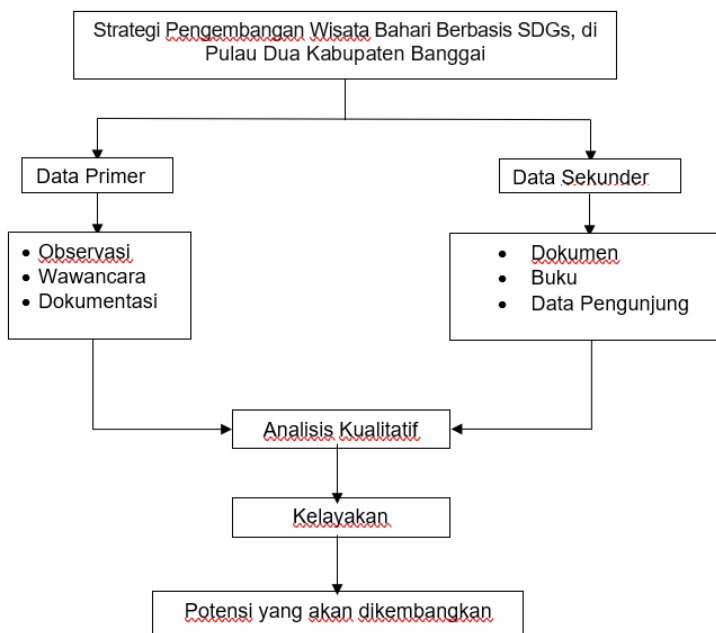 Strategi Pengembangan Wisata Bahari Berbasis SDGs, di
Pulau Dua Kabupaten Banggai
Data Primer
Data Sekunder
• Observasi
• Wawancara
• Dokumentasi
• Dokumen
• Buku
• Data Pengunjung
Analisis Kualitatif
Kelayakan
Potensi yang akan dikembangkan